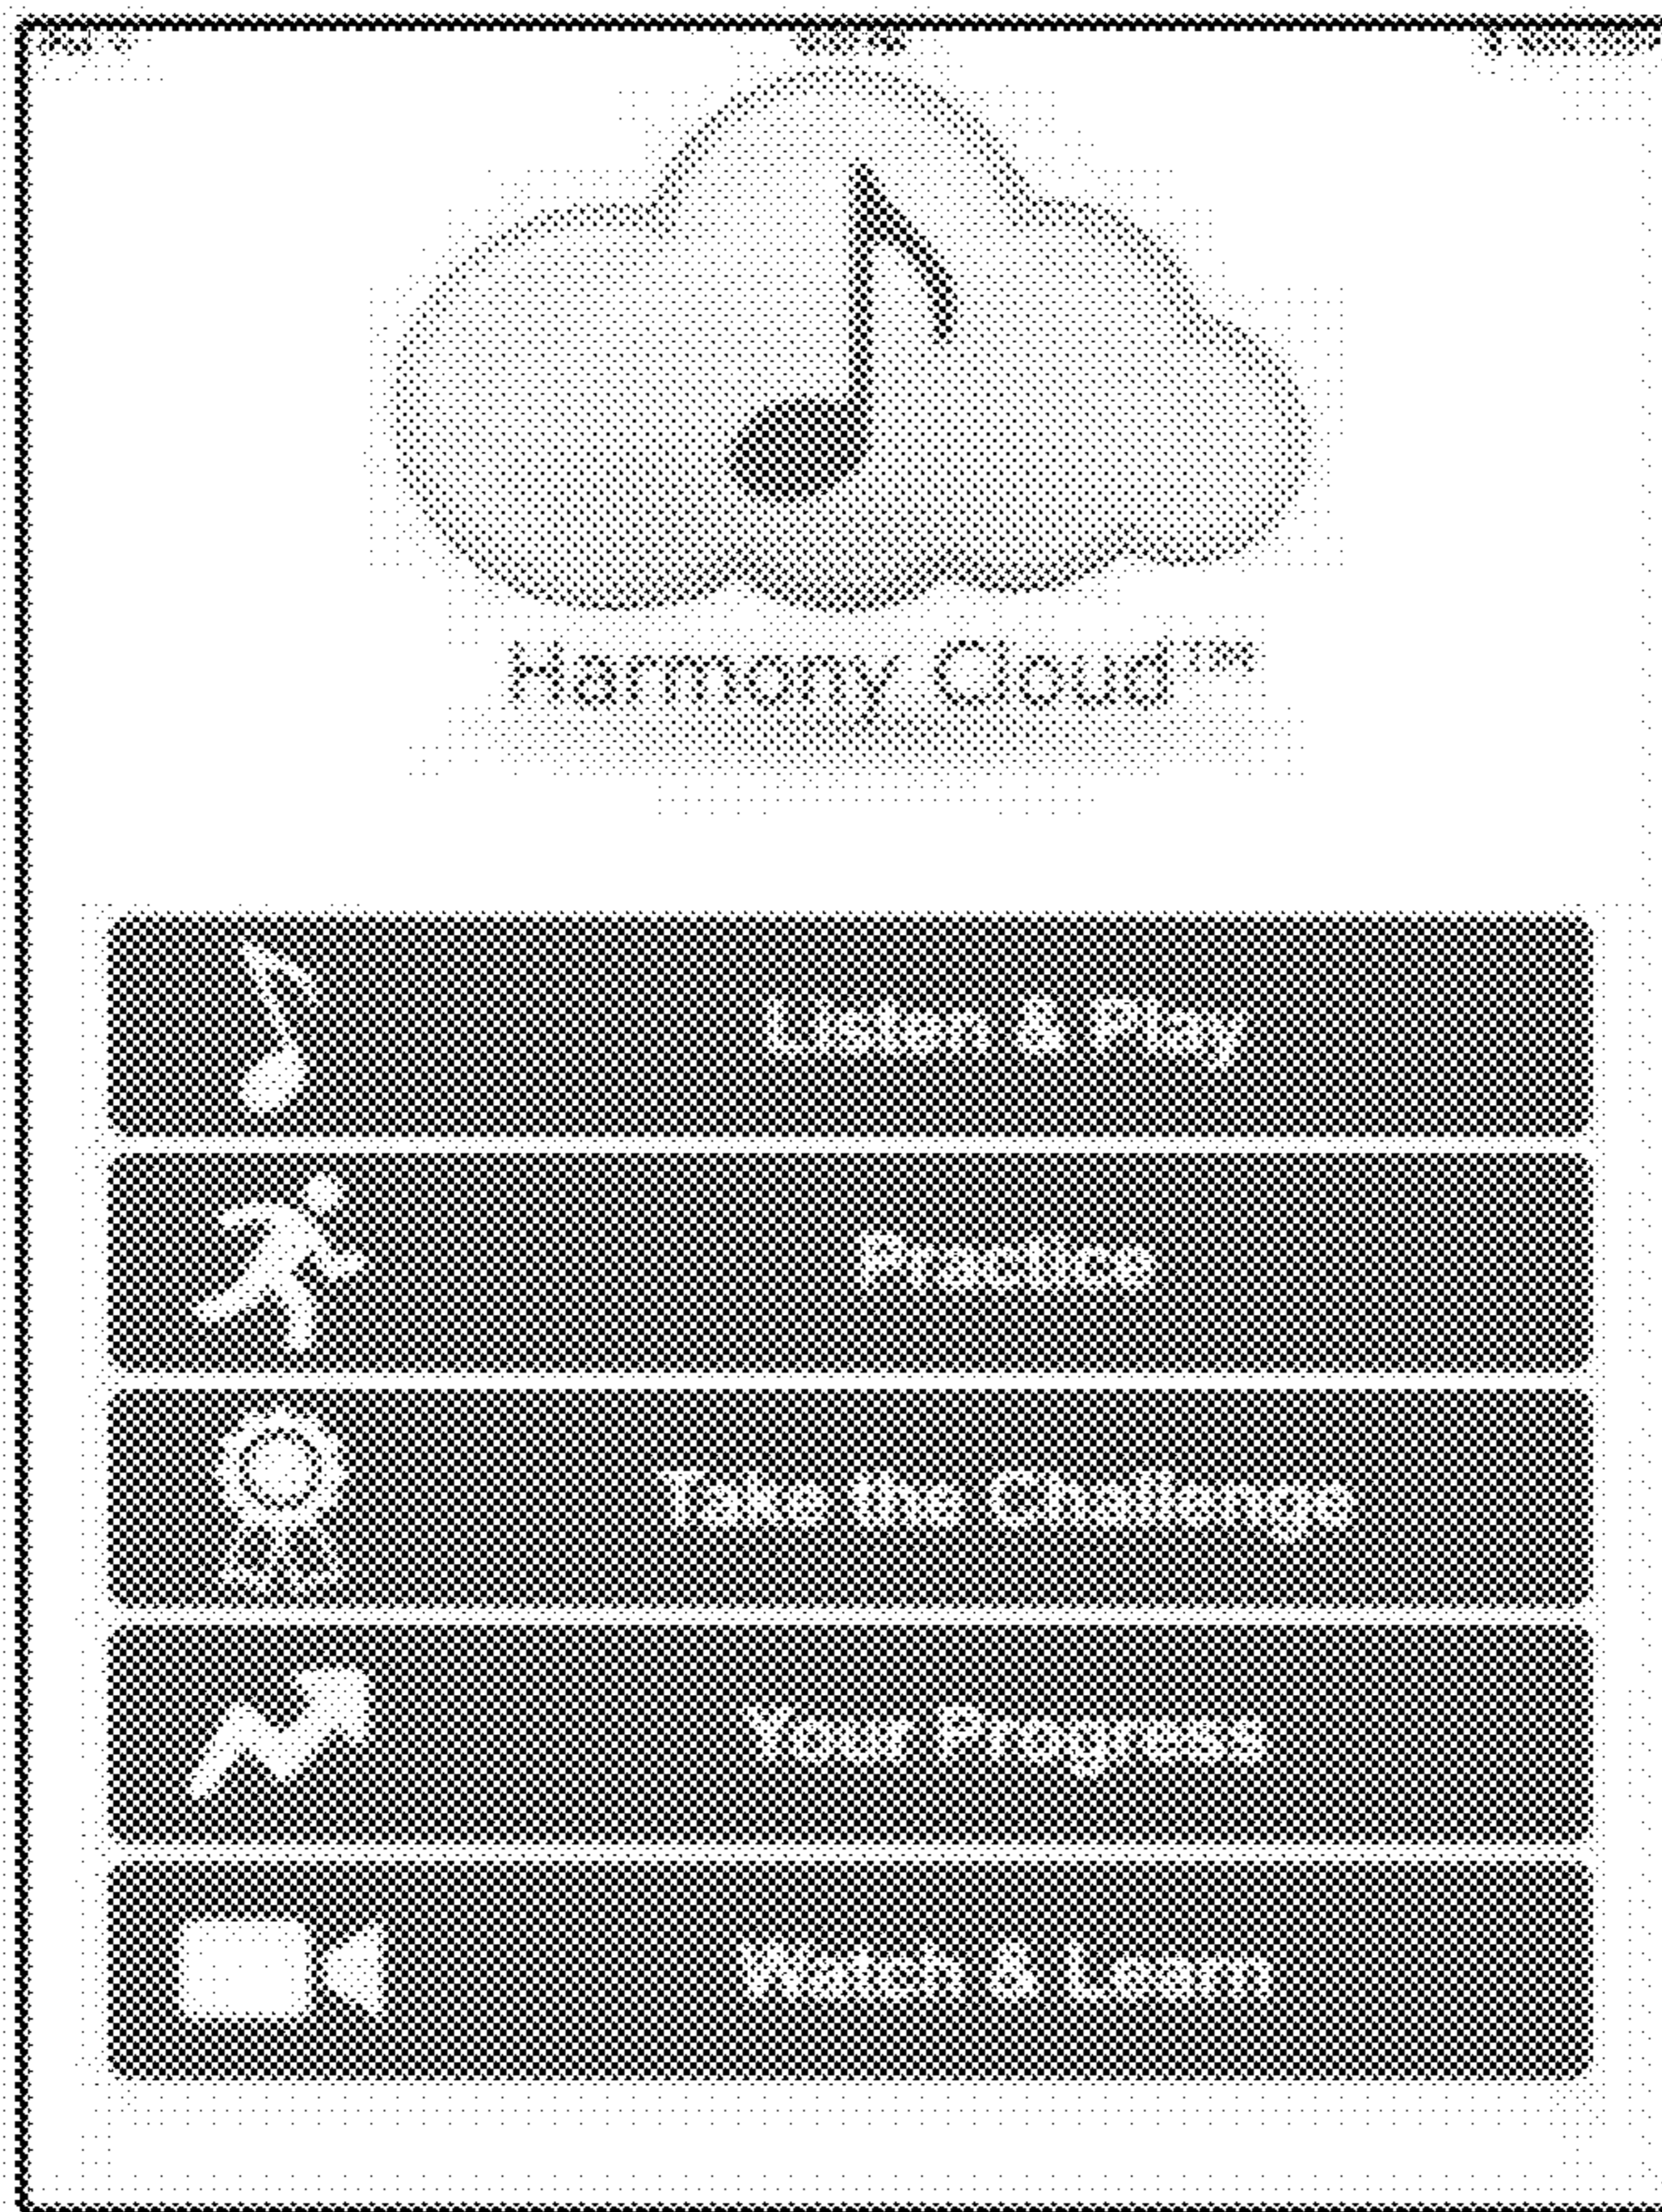 Harmony Cloud™
Listen & Play
Practice
Take the Challenge
Your Progress
Watch & Learn